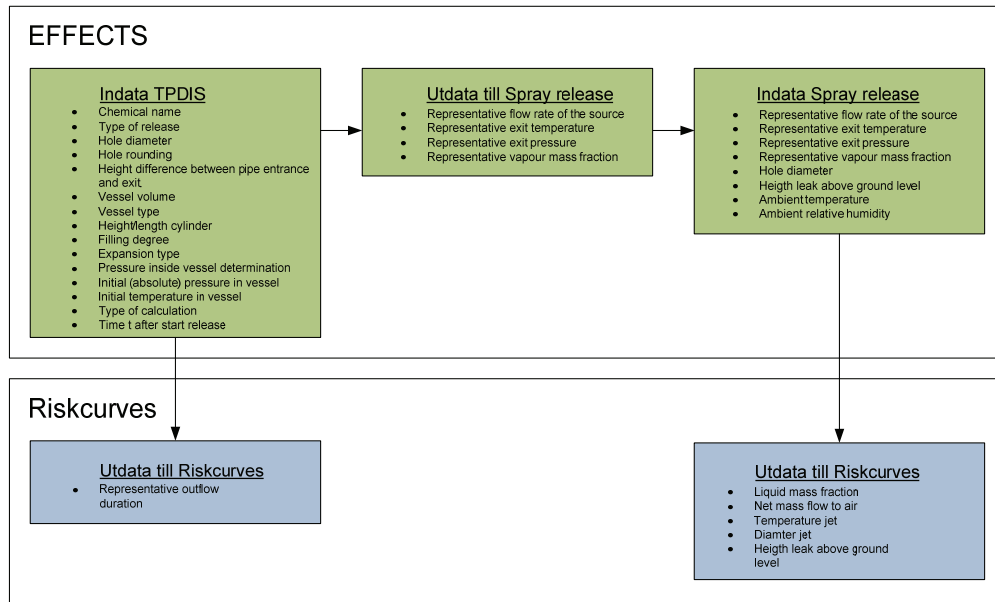 EFFECTS
Indata TPDIS
• Chemical name
• Type of release
• Hole diameter
• Hole rounding
• Height difference between pipe entrance
and exit
• Vessel volume
• Vessel type
• Height/length cylinder
• Filling degree
• Expansion type
• Pressure inside vessel determination
• Initial (absolute) pressure in vessel
• Initial temperature in vessel
• Type of calculation
• Time t after start release
Utdata till Spray release
• Representative flow rate of the source
• Representative exit temperature
• Representative exit pressure
• Representative vapour mass fraction
Indata Spray release
• Representative flow rate of the source
• Representative exit temperature
• Representative exit pressure
• Representative vapour mass fraction
• Hole diameter
• Heigth leak above ground level
• Ambient temperature
• Ambient relative humidity
Riskcurves
Utdata till Riskcurves
• Representative outflow
duration
Utdata till Riskcurves
• Liquid mass fraction
• Net mass flow to air
• Temperature jet
• Diamter jet
• Heigth leak above ground
level